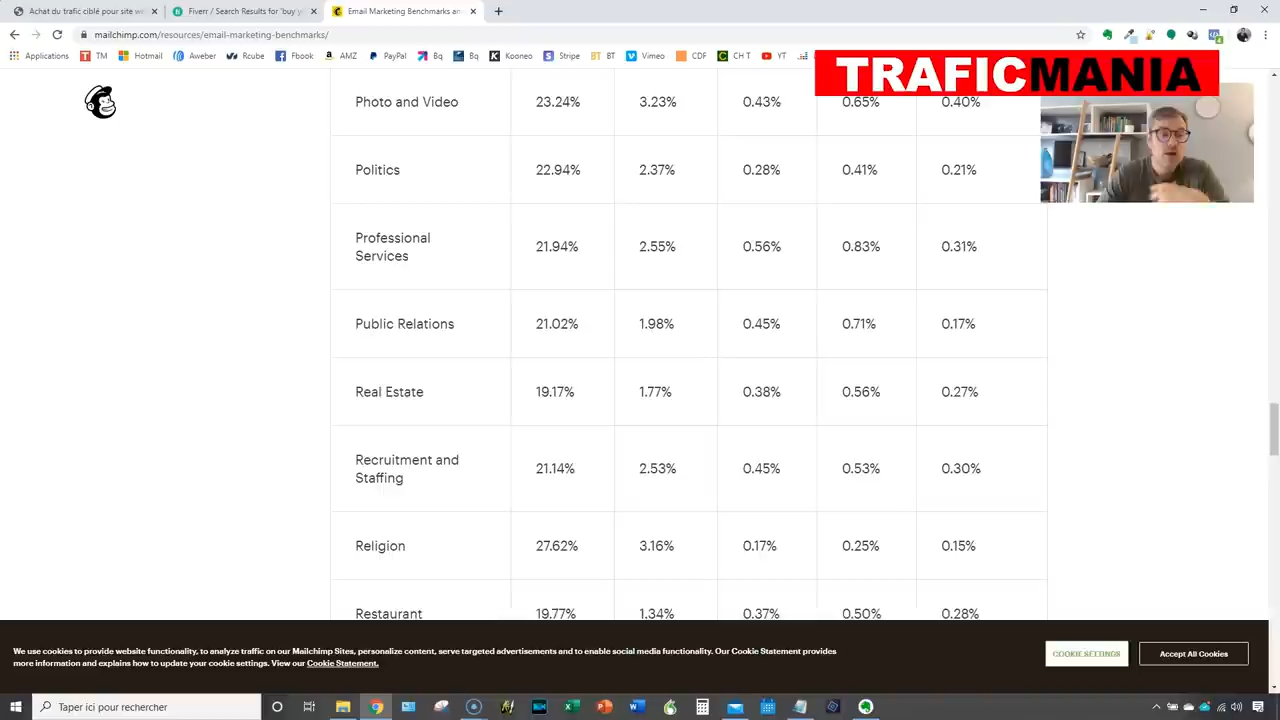 Achat du trafic ciblé pour site we
Fiverr / Search Results for 'buy y
Email Marketing Benchmarks an
mailchimp.com/resources/email-marketing-benchmarks/
Applications TM Hotmail Aweber Rcube Fbook AMZ PayPal Bq Bq Kooneo Stripe BT BT Vimeo CDF CH T YT
TRAFICMANIA
Photo and Video 23.24% 3.23% 0.43% 0.65% 0.40%
Politics 22.94% 2.37% 0.28% 0.41% 0.21%
Professional
Services 21.94% 2.55% 0.56% 0.83% 0.31%
Public Relations 21.02% 1.98% 0.45% 0.71% 0.17%
Real Estate 19.17% 1.77% 0.38% 0.56% 0.27%
Recruitment and
Staffing 21.14% 2.53% 0.45% 0.53% 0.30%
Religion 27.62% 3.16% 0.17% 0.25% 0.15%
Restaurant 19.77% 1.34% 0.37% 0.50% 0.28%
We use cookies to provide website functionality, to analyze traffic on our Mailchimp Sites, personalize content, serve targeted advertisements and to enable social media functionality. Our Cookie Statement provides
more information and explains how to update your cookie settings. View our Cookie Statement.
COOKIE SETTINGS
Accept All Cookies
Taper ici pour rechercher